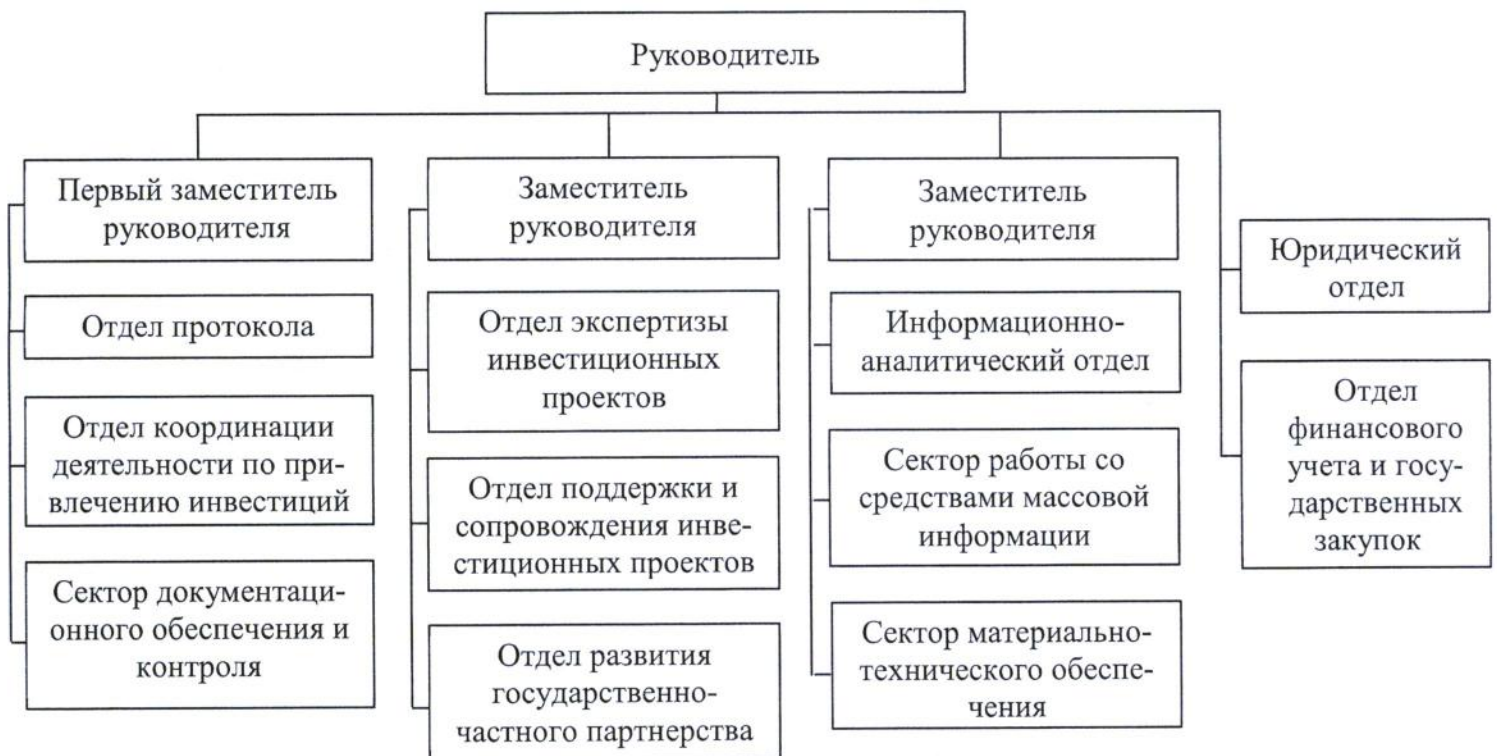 Руководитель
Первый заместитель
руководителя
Отдел протокола
Отдел координации
деятельности по при-
влечению инвестиций
Сектор документаци-
онного обеспечения и
контроля
Заместитель
руководителя
Отдел экспертизы
инвестиционных
проектов
Отдел поддержки и
сопровождения инве-
стиционных проектов
Отдел развития
государственно-
частного партнерства
Заместитель
руководителя
Информационно-
аналитический отдел
Сектор работы со
средствами массовой
информации
Сектор материально-
технического обеспе-
чения
Юридический
отдел
Отдел
финансового
учета и госу-
дарственных
закупок